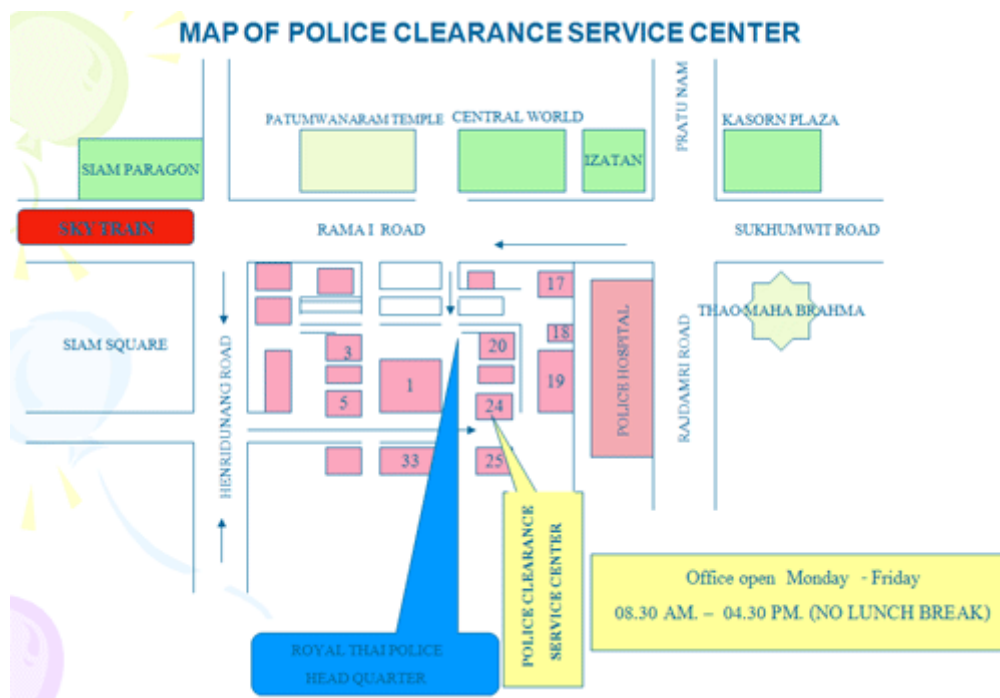 MAP OF POLICE CLEARANCE SERVICE CENTER
PATUMWANARAM TEMPLE
CENTRAL WORLD
PRATU NAM
KASORN PLAZA
SIAM PARAGON
IZATAN
SKY TRAIN
RAMA I ROAD
SUKHUMWIT ROAD
17
THAO MAHA BRAHMA
SIAM SQUARE
HENRIDUNANG ROAD
3
20
18
1
19
5
24
POLICE HOSPITAL
RAJDAMRI ROAD
33
25
POLICE CLEARANCE
SERVICE CENTER
Office open Monday - Friday
08.30 AM. – 04.30 PM. (NO LUNCH BREAK)
ROYAL THAI POLICE
HEAD QUARTER